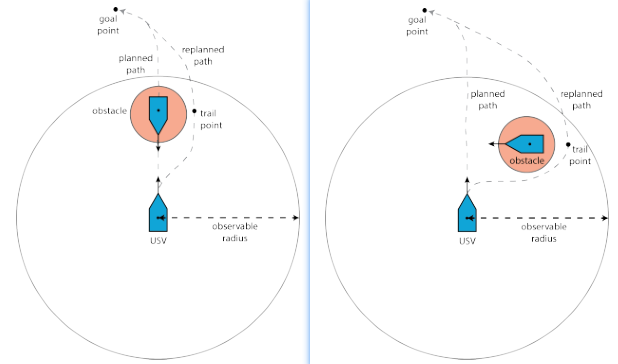 goal
point
planned
path
replanned
path
obstacle
trail
point
observable
radius
USV
goal
point
planned
path
replanned
path
obstacle
trail
point
observable
radius
USV